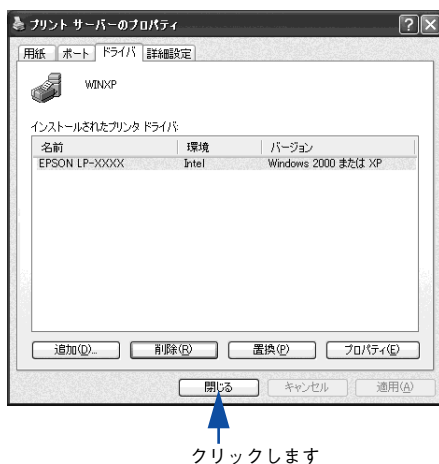 プリント サーバーのプロパティ
用紙 ポート ドライバ 詳細設定
WINXP
インストールされたプリンタ ドライバ:
名前 環境 バージョン
EPSON LP-XXXX Intel Windows 2000 または XP
追加(D)... 削除(R) 置換(P) プロパティ(E)
閉じる キャンセル 適用(A)
クリックします